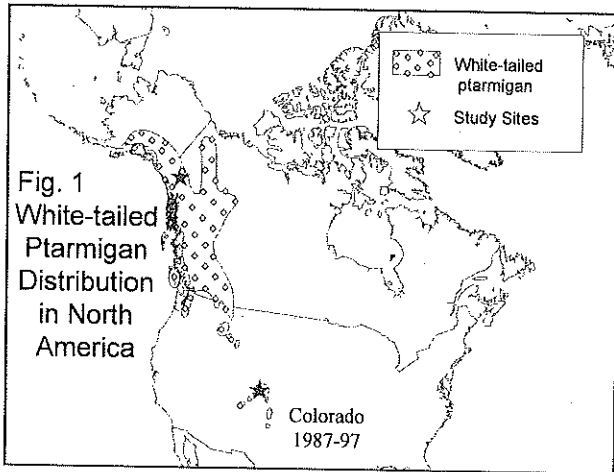 White-tailed
ptarmigan
Study Sites
Fig. 1
White-tailed
Ptarmigan
Distribution
in North
America
Colorado
1987-97